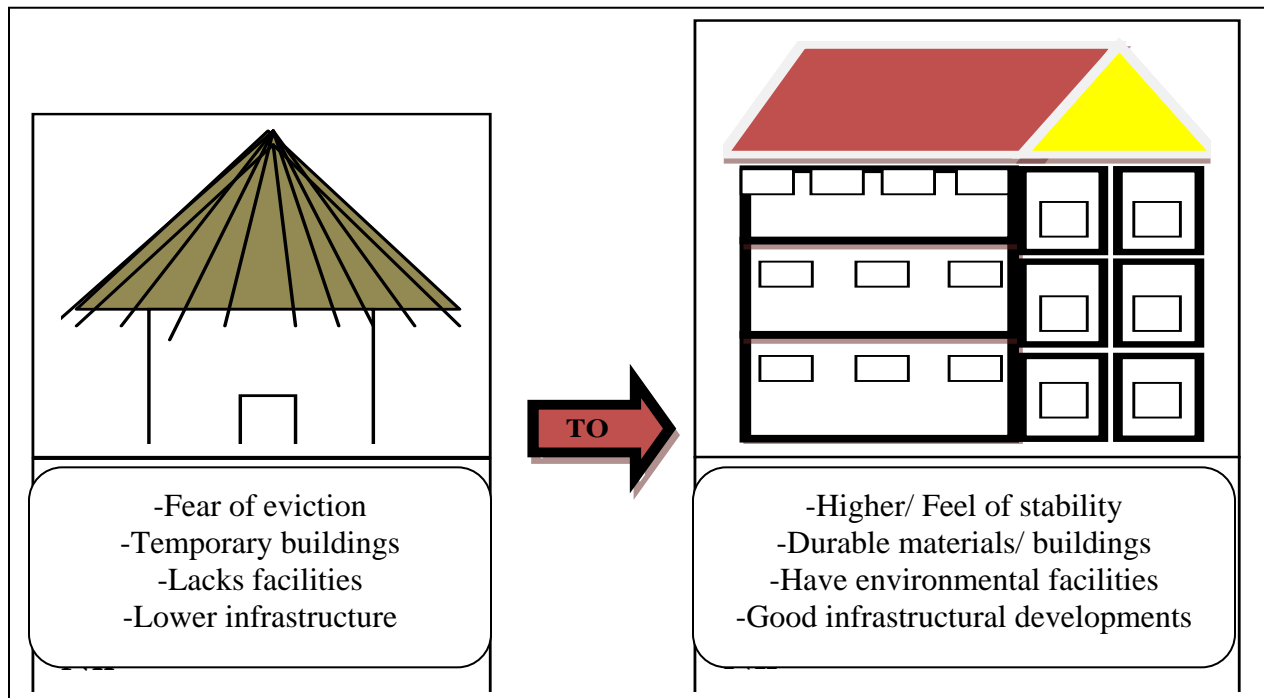 TO
-Fear of eviction
-Temporary buildings
-Lacks facilities
-Lower infrastructure
-Higher/ Feel of stability
-Durable materials/ buildings
-Have environmental facilities
-Good infrastructural developments